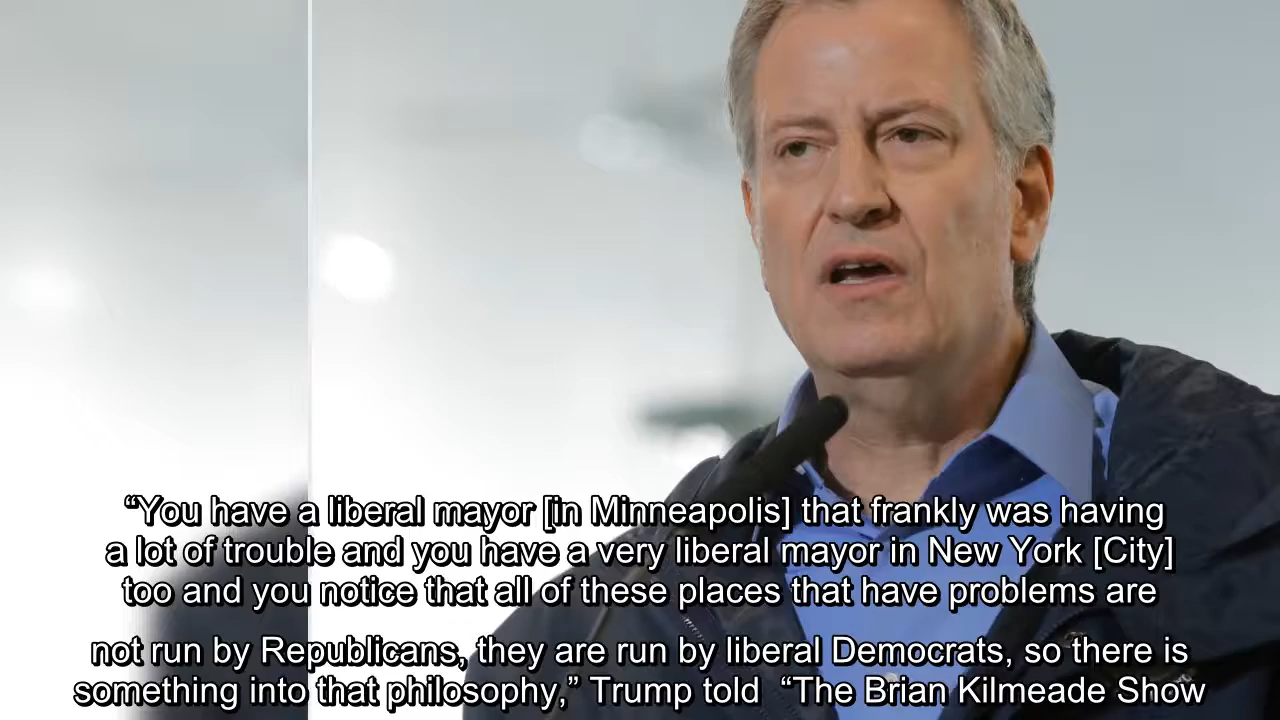 “You have a liberal mayor [in Minneapolis] that frankly was having
a lot of trouble and you have a very liberal mayor in New York [City]
too and you notice that all of these places that have problems are
not run by Republicans, they are run by liberal Democrats, so there is
something into that philosophy,” Trump told  “The Brian Kilmeade Show